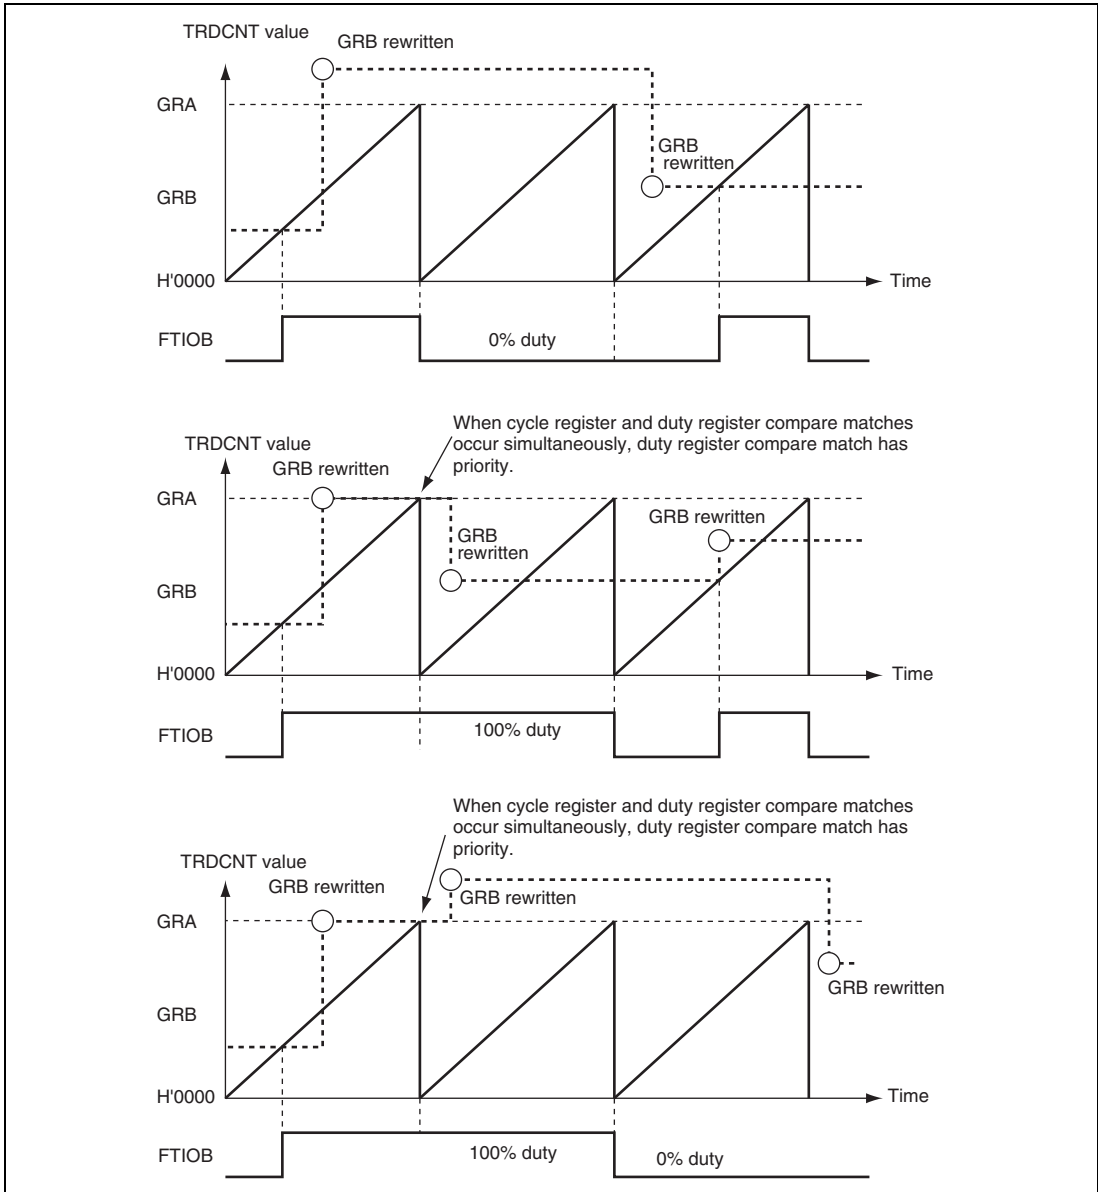 TRDCNT value
GRB rewritten
GRA
GRB
rewritten
GRB
H'0000
Time
FTIOB
0% duty
When cycle register and duty register compare matches
occur simultaneously, duty register compare match has
priority.
TRDCNT value
GRB rewritten
GRA
GRB rewritten
GRB
rewritten
GRB
H'0000
Time
FTIOB
100% duty
When cycle register and duty register compare matches
occur simultaneously, duty register compare match has
priority.
TRDCNT value
GRB rewritten
GRB rewritten
GRA
GRB rewritten
GRB
H'0000
Time
FTIOB
100% duty
0% duty